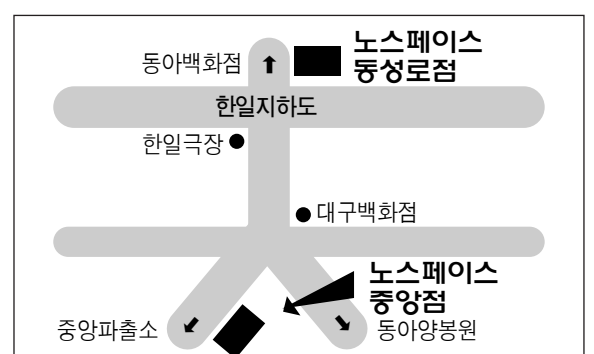 노스페이스
동성로점
동아백화점
한일지하도
한일극장
대구백화점
노스페이스
중앙점
중앙파출소
동아양봉원